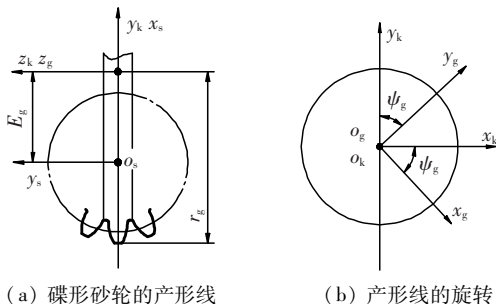 y_k x_s
z_k z_g
E_g
o_s
y_s
r_g
(a) 碟形砂轮的产形线
y_k
y_g
ψ_g
o_g
o_k
x_k
ψ_g
x_g
(b) 产形线的旋转